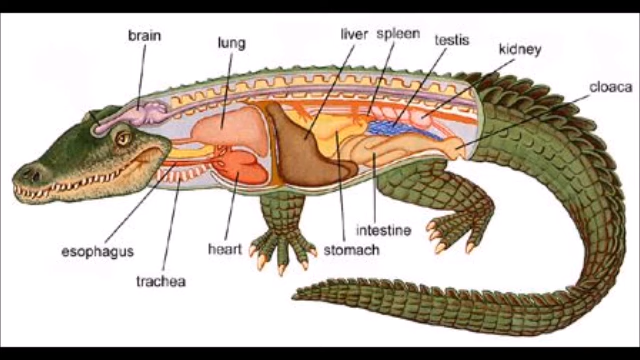 brain
lung
liver
spleen
testis
kidney
cloaca
esophagus
trachea
heart
stomach
intestine